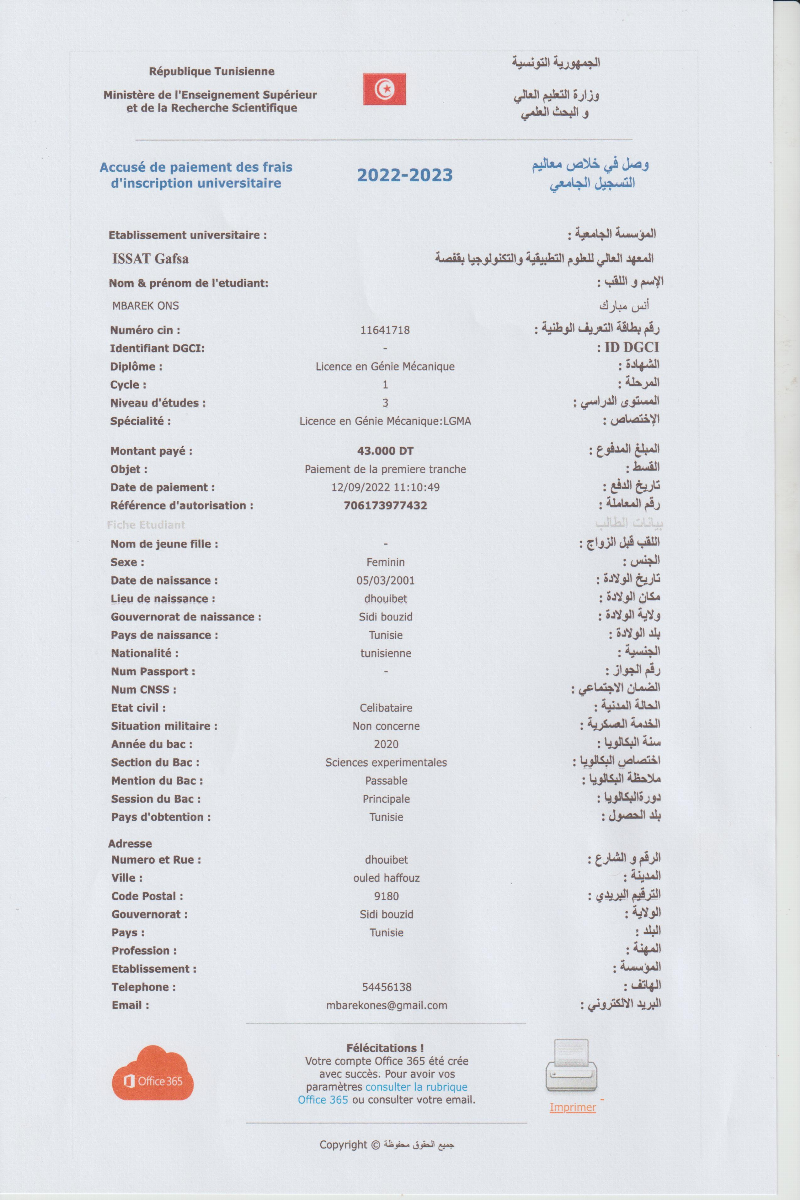 République Tunisienne
الجمهورية التونسية
Ministère de l'Enseignement Supérieur
et de la Recherche Scientifique
وزارة التعليم العالي
و البحث العلمي
Accusé de paiement des frais
d'inscription universitaire
2022-2023
وصل في خلاص معاليم
التسجيل الجامعي
Etablissement universitaire : المؤسسة الجامعية :
ISSAT Gafsa المعهد العالي للعلوم التطبيقية والتكنولوجيا بقفصة
Nom & prénom de l'etudiant: الإسم و اللقب :
MBAREK ONS أنس مبارك
Numéro cin : 11641718 رقم بطاقة التعريف الوطنية :
Identifiant DGCI: - ID DGCI :
Diplôme : Licence en Génie Mécanique الشهادة :
Cycle : 1 المرحلة :
Niveau d'études : 3 المستوى الدراسي :
Spécialité : Licence en Génie Mécanique:LGMA الإختصاص :
Montant payé : 43.000 DT المبلغ المدفوع :
Objet : Paiement de la premiere tranche القسط :
Date de paiement : 12/09/2022 11:10:49 تاريخ الدفع :
Référence d'autorisation : 706173977432 رقم المعاملة :
Fiche Etudiant بيانات الطالب
Nom de jeune fille : - اللقب قبل الزواج :
Sexe : Feminin الجنس :
Date de naissance : 05/03/2001 تاريخ الولادة :
Lieu de naissance : dhouibet مكان الولادة :
Gouvernorat de naissance : Sidi bouzid ولاية الولادة :
Pays de naissance : Tunisie بلد الولادة :
Nationalité : tunisienne الجنسية :
Num Passport : - رقم الجواز :
Num CNSS : الضمان الاجتماعي :
Etat civil : Celibataire الحالة المدنية :
Situation militaire : Non concerne الخدمة العسكرية :
Année du bac : 2020 سنة البكالويا :
Section du Bac : Sciences experimentales اختصاص البكالويا :
Mention du Bac : Passable ملاحظة البكالويا :
Session du Bac : Principale دورةالبكالويا :
Pays d'obtention : Tunisie بلد الحصول :
Adresse
Numero et Rue : dhouibet الرقم و الشارع :
Ville : ouled haffouz المدينة :
Code Postal : 9180 الترقيم البريدي :
Gouvernorat : Sidi bouzid الولاية :
Pays : Tunisie البلد :
Profession : المهنة :
Etablissement : المؤسسة :
Telephone : 54456138 الهاتف :
Email : mbarekones@gmail.com البريد الالكتروني :
Office 365
Félécitations !
Votre compte Office 365 été crée
avec succès. Pour avoir vos
paramètres consulter la rubrique
Office 365 ou consulter votre email.
Imprimer
Copyright © جميع الحقوق محفوظة